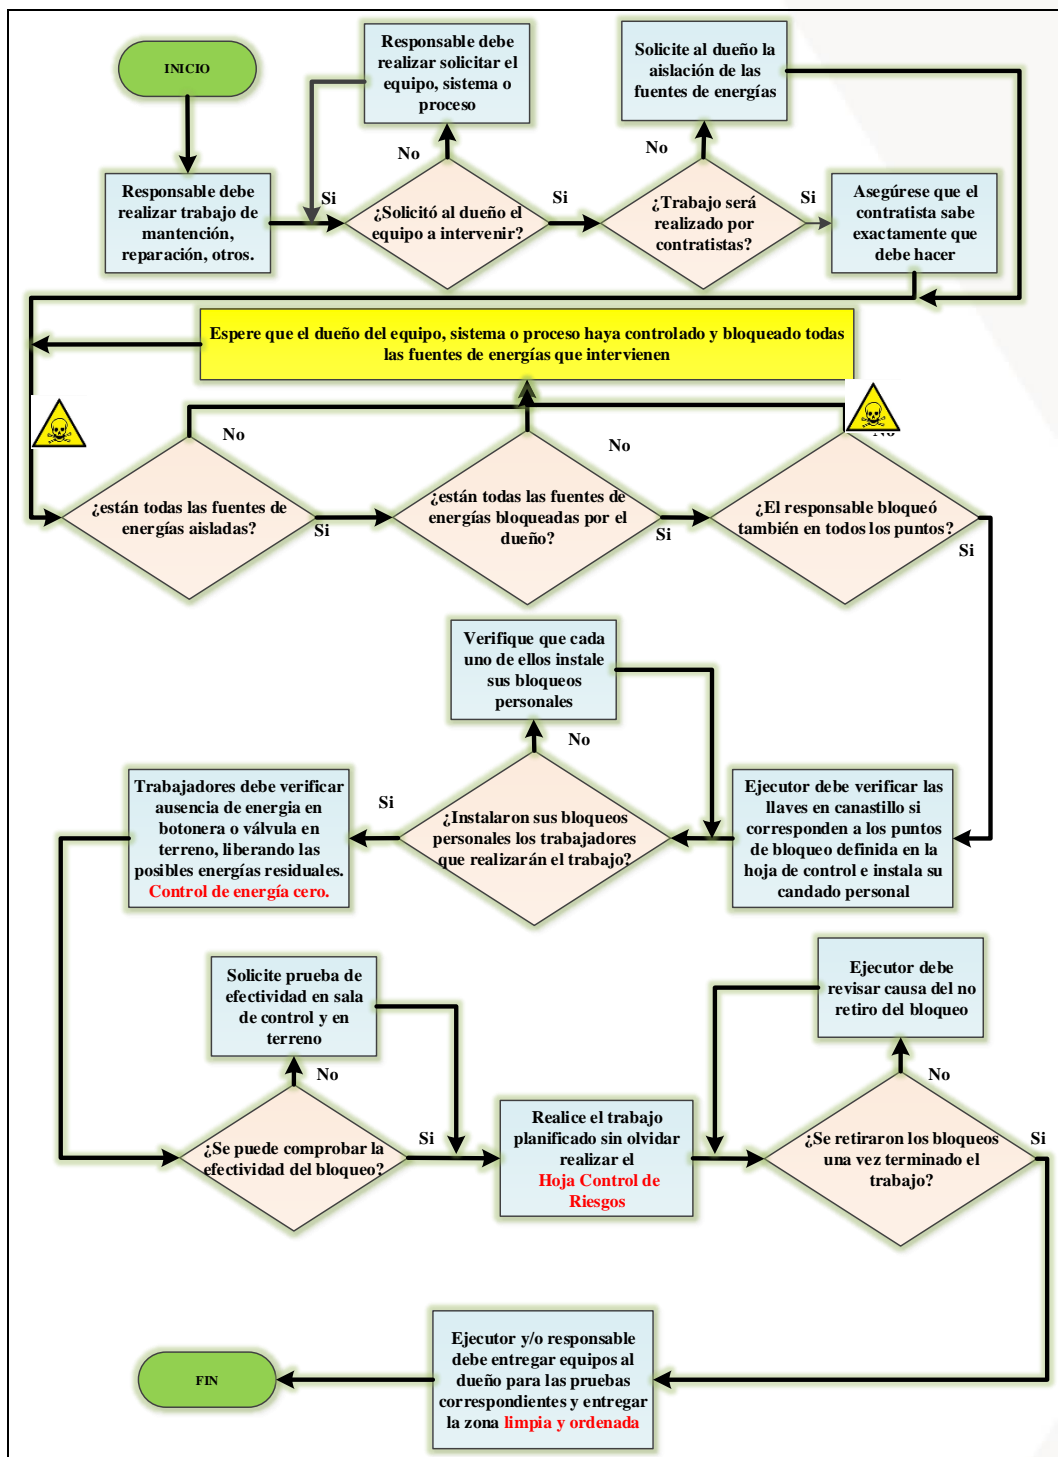 INICIO
Responsable debe
realizar solicitar el
equipo, sistema o
proceso
Solicite al dueño la
aislación de las
fuentes de energías
No
No
Responsable debe
realizar trabajo de
mantención,
reparación, otros.
Si
¿Solicitó al dueño el
equipo a intervenir?
Si
¿Trabajo será
realizado por
contratistas?
Si
Asegúrese que el
contratista sabe
exactamente que
debe hacer
Espere que el dueño del equipo, sistema o proceso haya controlado y bloqueado todas
las fuentes de energías que intervienen
No
No
No
¿están todas las fuentes de
energías aisladas?
Si
¿están todas las fuentes de
energías bloqueadas por el
dueño?
Si
¿El responsable bloqueó
también en todos los puntos?
Si
Verifique que cada
uno de ellos instale
sus bloqueos
personales
No
Trabajadores debe verificar
ausencia de energia en
botonera o válvula en
terreno, liberando las
posibles energías residuales.
Control de energía cero.
Si
¿Instalaron sus bloqueos
personales los trabajadores
que realizarán el trabajo?
Ejecutor debe verificar las
llaves en canastillo si
corresponden a los puntos
de bloqueo definida en la
hoja de control e instala su
candado personal
Solicite prueba de
efectividad en sala
de control y en
terreno
Ejecutor debe
revisar causa del no
retiro del bloqueo
No
No
¿Se puede comprobar la
efectividad del bloqueo?
Si
Realice el trabajo
planificado sin olvidar
realizar el
Hoja Control de
Riesgos
¿Se retiraron los bloqueos
una vez terminado el
trabajo?
Si
Ejecutor y/o responsable
debe entregar equipos al
dueño para las pruebas
correspondientes y entregar
la zona limpia y ordenada
FIN